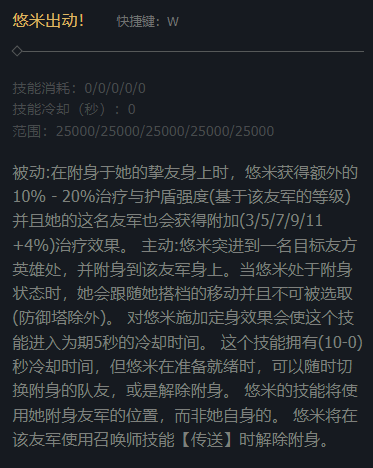 悠米出动！ 快捷键：W
技能消耗：0/0/0/0/0
技能冷却（秒）：0
范围：25000/25000/25000/25000/25000
被动:在附身于她的挚友身上时，悠米获得额外的
10% - 20%治疗与护盾强度(基于该友军的等级)
并且她的这名友军也会获得附加(3/5/7/9/11
+4%)治疗效果。 主动:悠米突进到一名目标友方
英雄处，并附身到该友军身上。当悠米处于附身
状态时，她会跟随她搭档的移动并且不可被选取
(防御塔除外)。 对悠米施加定身效果会使这个技
能进入为期5秒的冷却时间。 这个技能拥有(10-0)
秒冷却时间，但悠米在准备就绪时，可以随时切
换附身的队友，或是解除附身。 悠米的技能将使
用她附身友军的位置，而非她自身的。 悠米将在
该友军使用召唤师技能【传送】时解除附身。